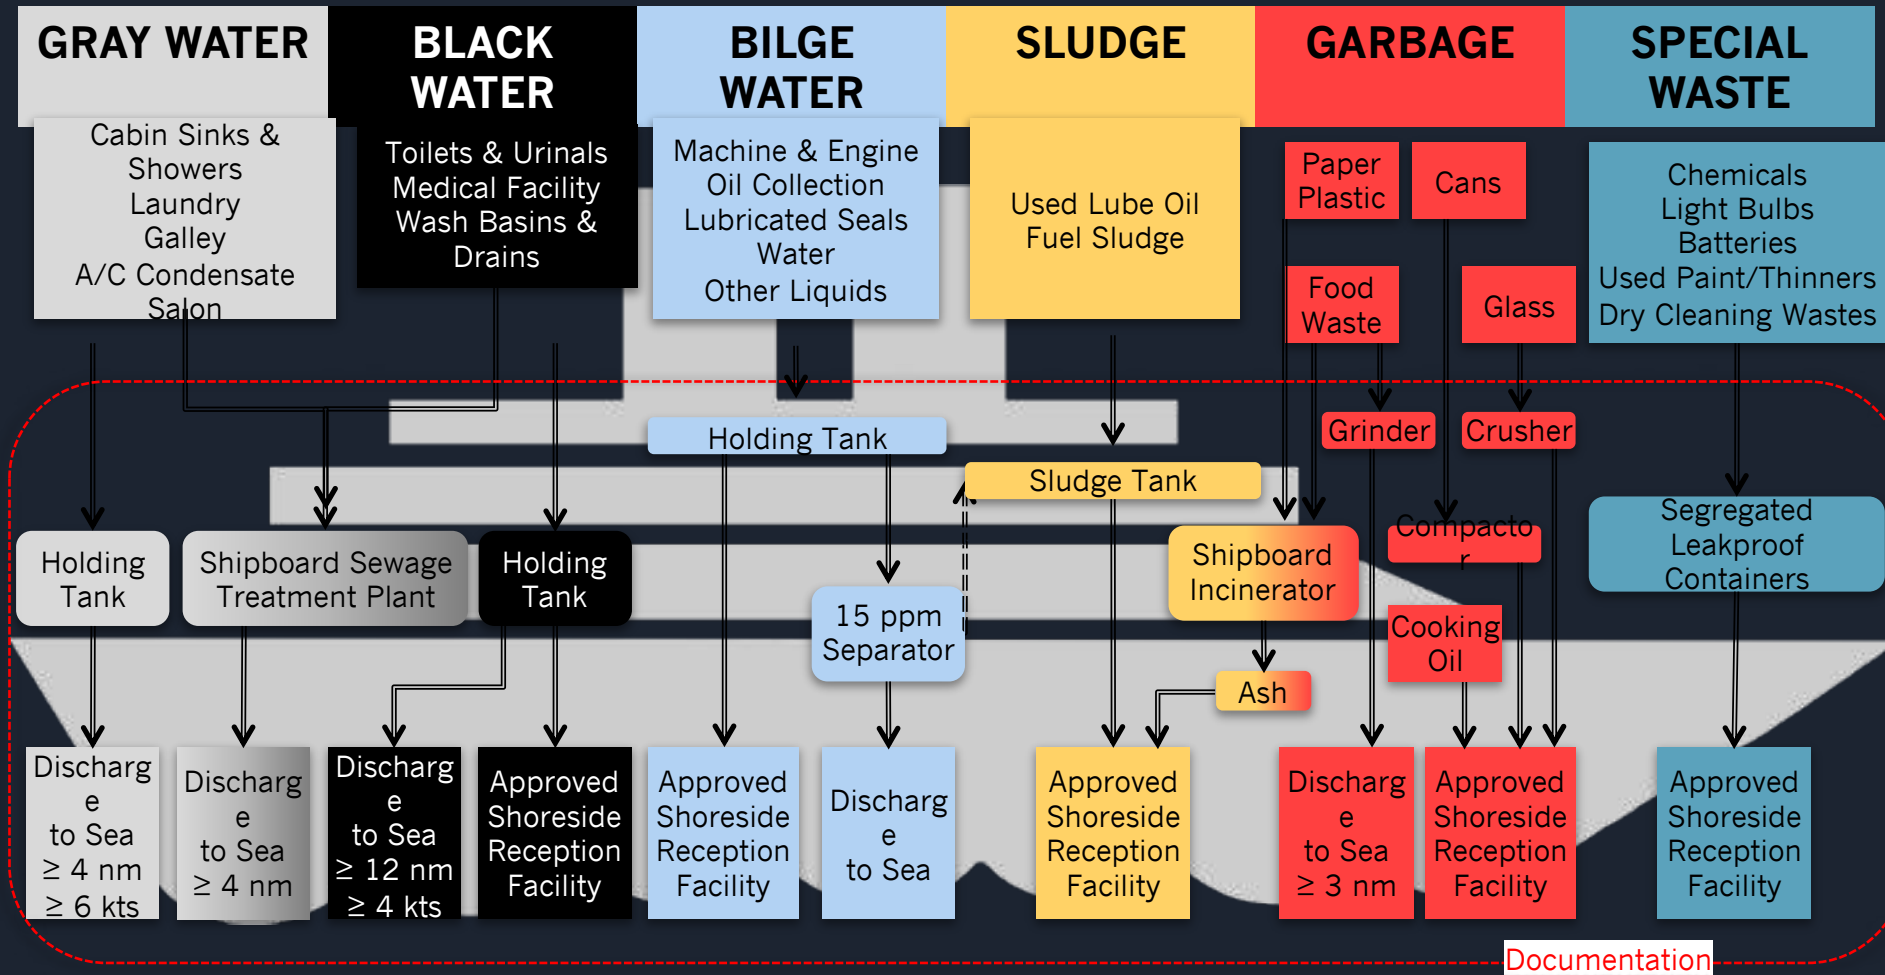 GRAY WATER
BLACK
WATER
BILGE
WATER
SLUDGE
GARBAGE
SPECIAL
WASTE
Cabin Sinks &
Showers
Laundry
Galley
A/C Condensate
Salon
Toilets & Urinals
Medical Facility
Wash Basins &
Drains
Machine & Engine
Oil Collection
Lubricated Seals
Water
Other Liquids
Used Lube Oil
Fuel Sludge
Paper
Plastic
Cans
Food
Waste
Glass
Chemicals
Light Bulbs
Batteries
Used Paint/Thinners
Dry Cleaning Wastes
Holding Tank
Grinder
Crusher
Sludge Tank
Holding
Tank
Shipboard Sewage
Treatment Plant
Holding
Tank
15 ppm
Separator
Shipboard
Incinerator
Compacto
r
Segregated
Leakproof
Containers
Cooking
Oil
Ash
Discharg
e
to Sea
≥ 4 nm
≥ 6 kts
Discharg
e
to Sea
≥ 4 nm
Discharg
e
to Sea
≥ 12 nm
≥ 4 kts
Approved
Shoreside
Reception
Facility
Approved
Shoreside
Reception
Facility
Discharg
e
to Sea
Approved
Shoreside
Reception
Facility
Discharg
e
to Sea
≥ 3 nm
Approved
Shoreside
Reception
Facility
Approved
Shoreside
Reception
Facility
Documentation